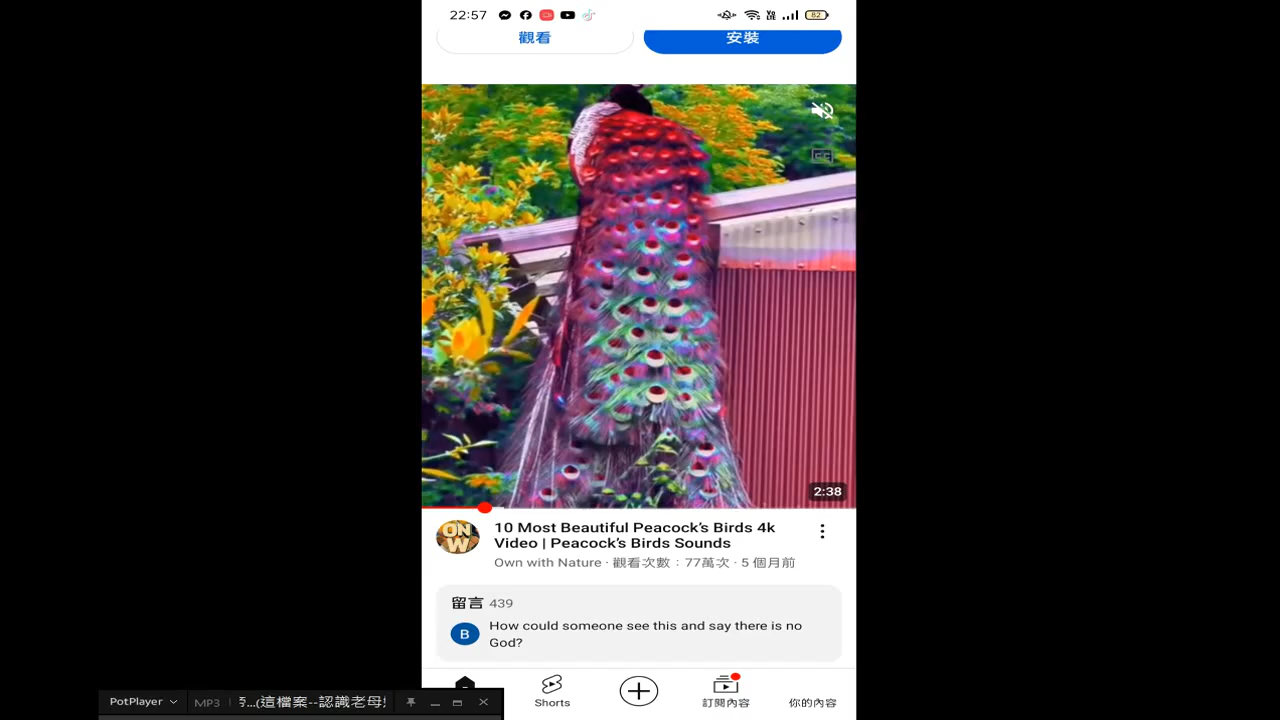 22:57
82
觀看
安裝
CC
2:38
ON
W
10 Most Beautiful Peacock's Birds 4k
Video | Peacock's Birds Sounds
Own with Nature · 觀看次數：77萬次 · 5 個月前
留言 439
B
How could someone see this and say there is no
God?
Shorts
訂閱內容
你的內容
PotPlayer
MP3
...(這檔案--認識老母!